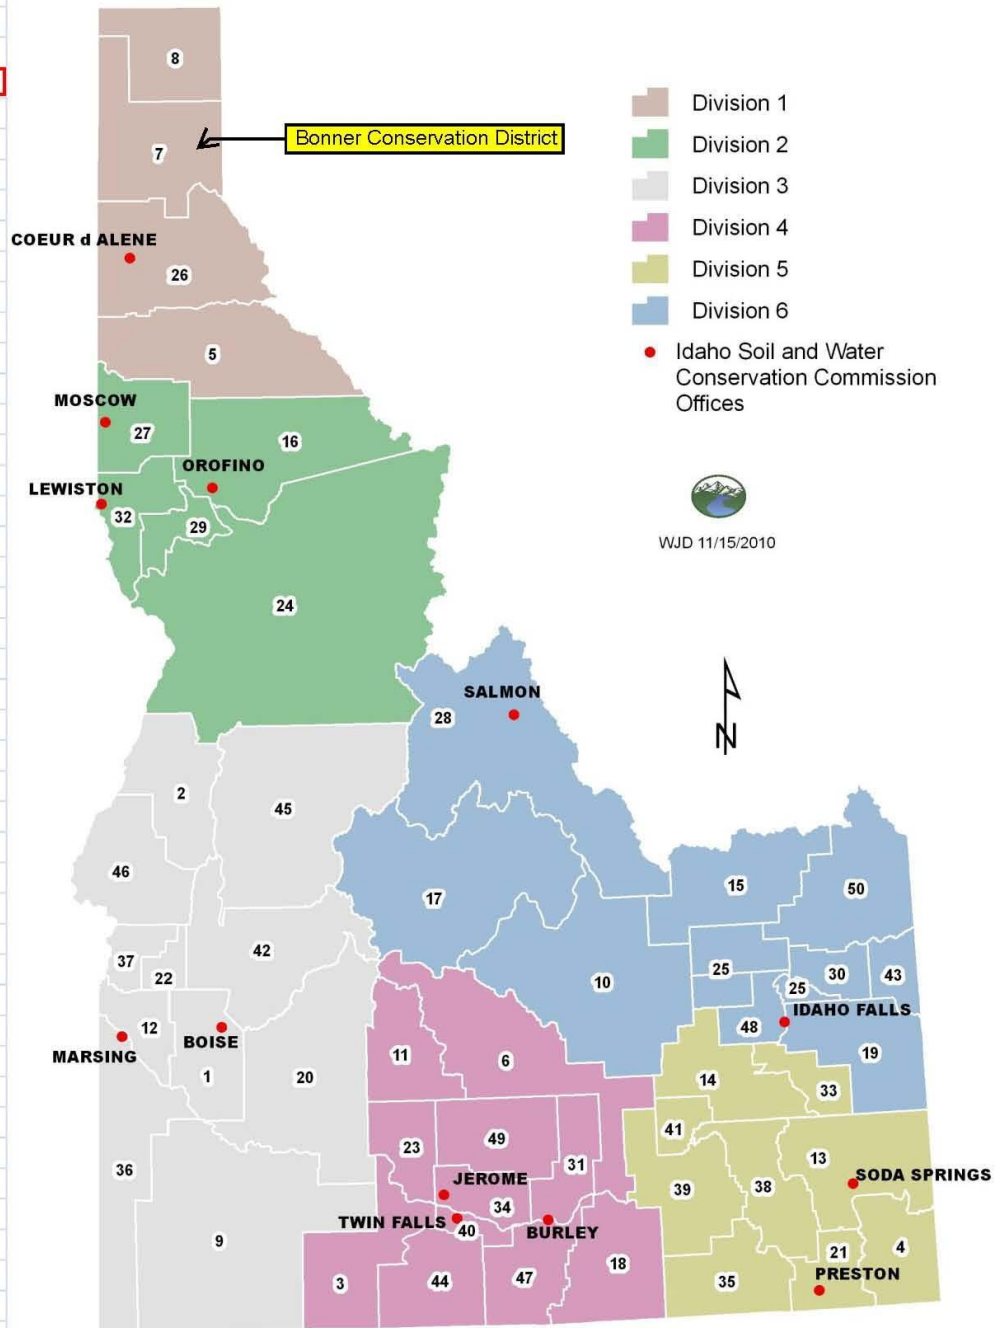 8
Division 1
Bonner Conservation District
Division 2
7
Division 3
Division 4
COEUR d ALENE
26
Division 5
Division 6
5
Idaho Soil and Water
Conservation Commission
Offices
MOSCOW
27
16
OROFINO
LEWISTON
32
29
WJD 11/15/2010
24
SALMON
28
N
2
45
46
17
15
50
42
37
22
25
30
43
10
25
IDAHO FALLS
12
BOISE
48
MARSING
19
11
6
1
20
14
33
41
49
23
31
36
13
SODA SPRINGS
JEROME
39
38
34
TWIN FALLS
40
BURLEY
9
21
4
18
3
44
47
35
PRESTON